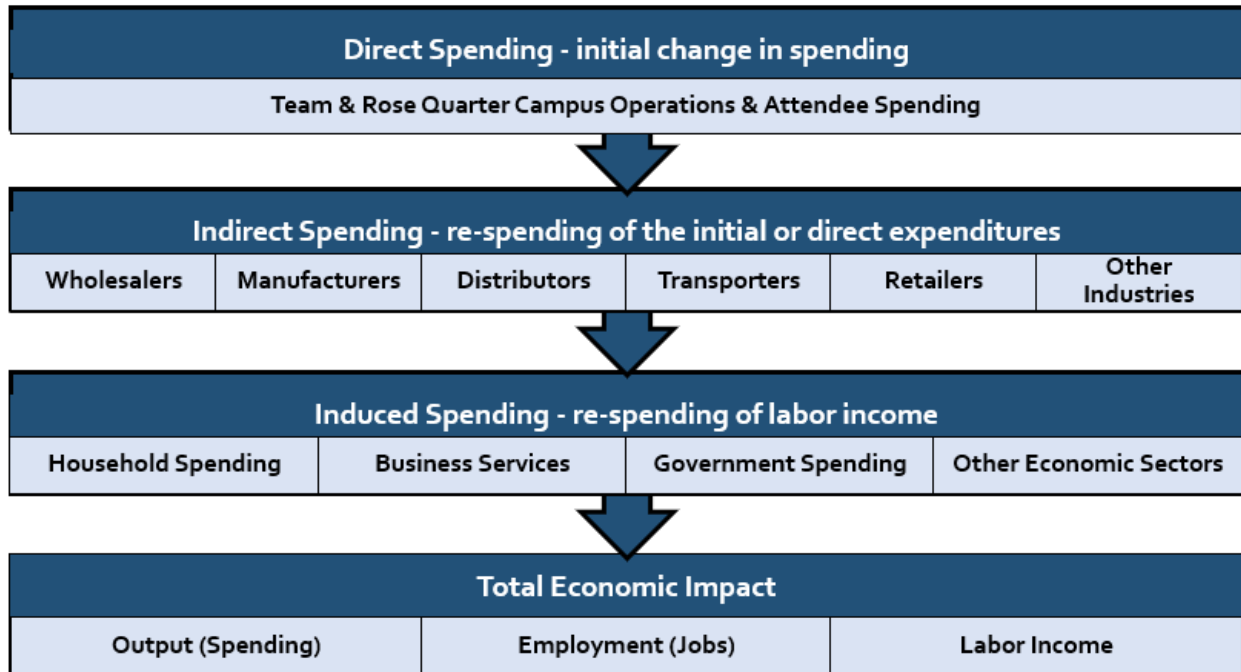 Direct Spending - initial change in spending
Team & Rose Quarter Campus Operations & Attendee Spending
Indirect Spending - re-spending of the initial or direct expenditures
Wholesalers
Manufacturers
Distributors
Transporters
Retailers
Other
Industries
Induced Spending - re-spending of labor income
Household Spending
Business Services
Government Spending
Other Economic Sectors
Total Economic Impact
Output (Spending)
Employment (Jobs)
Labor Income